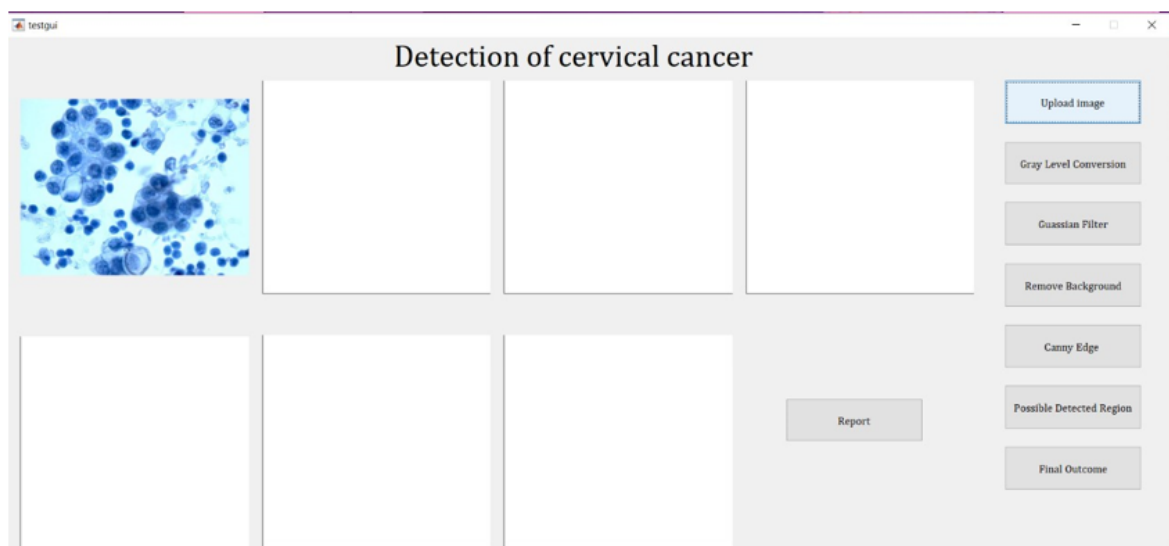 testgui
Detection of cervical cancer
Upload image
Gray Level Conversion
Guassian Filter
Remove Background
Canny Edge
Possible Detected Region
Report
Final Outcome